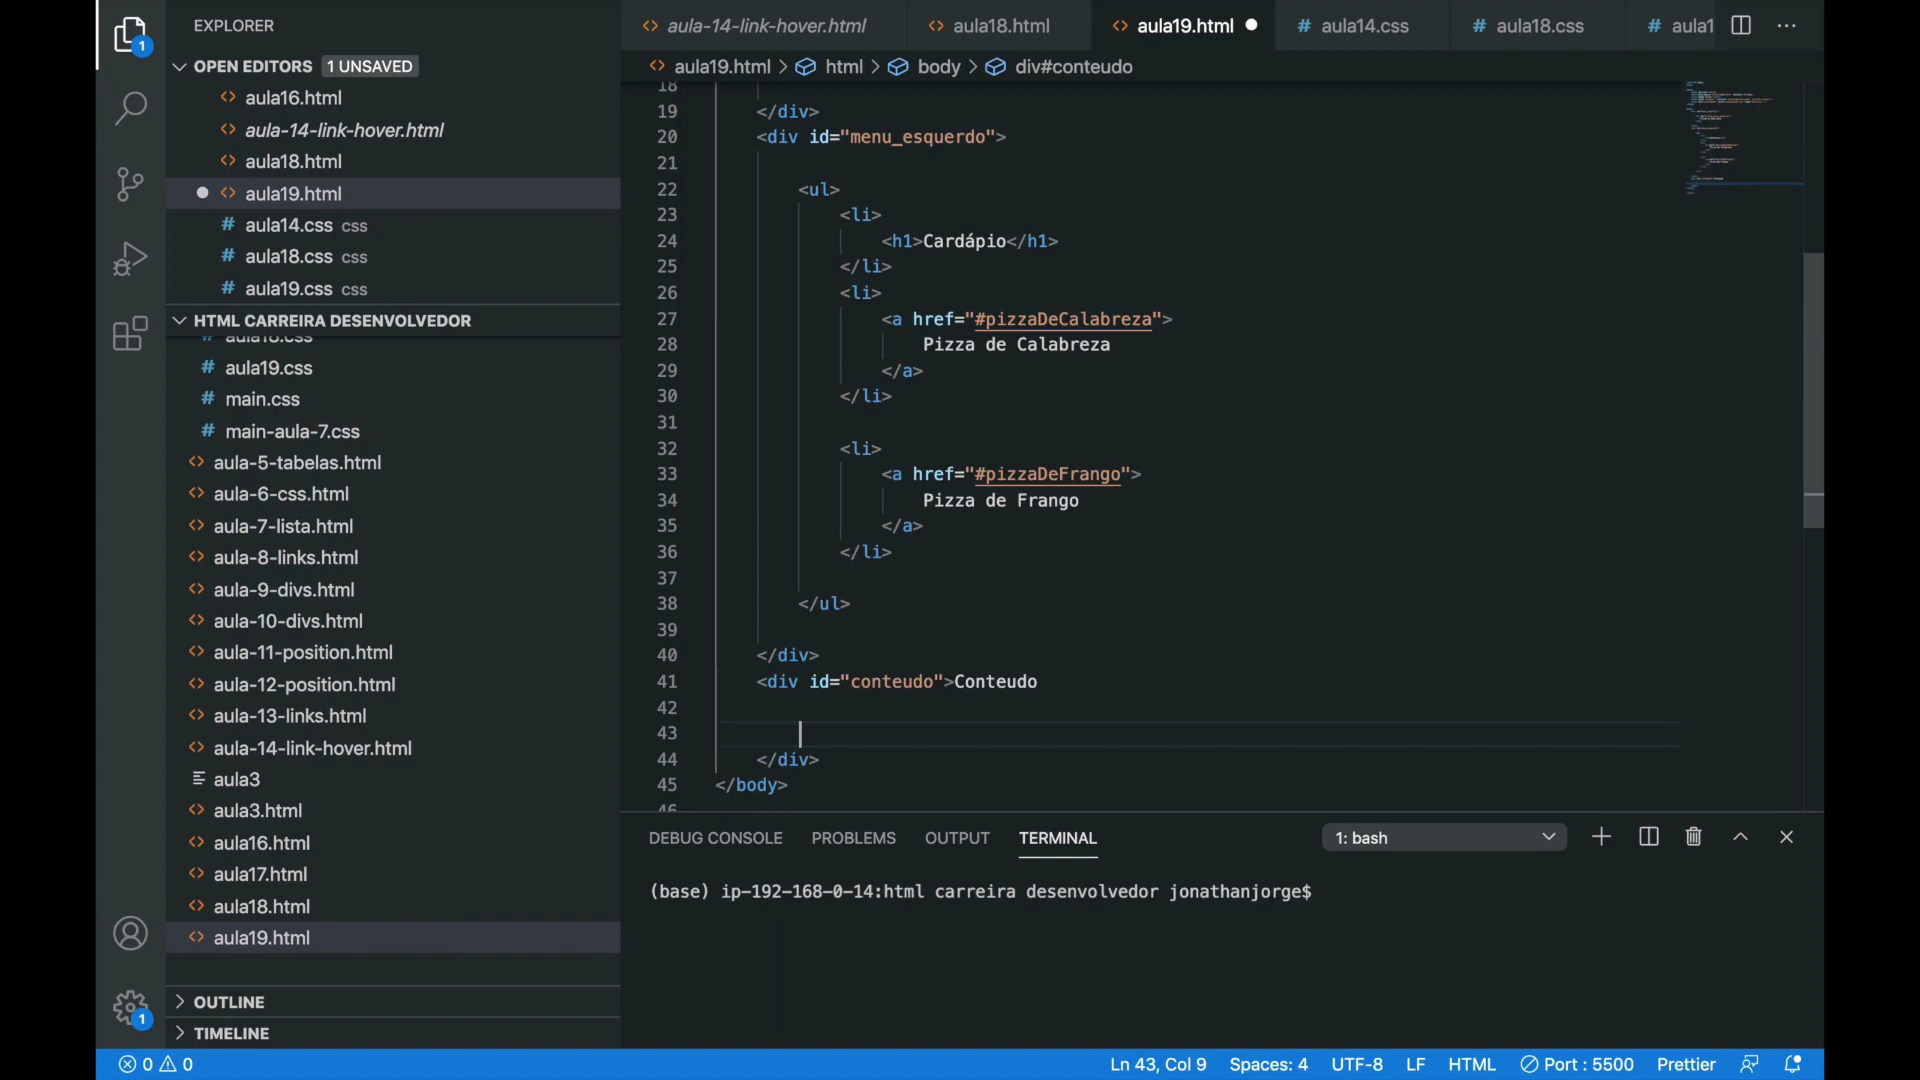 EXPLORER
OPEN EDITORS 1 UNSAVED
aula16.html
aula-14-link-hover.html
aula18.html
aula19.html
aula14.css css
aula18.css css
aula19.css css
HTML CARREIRA DESENVOLVEDOR
aula18.css
aula19.css
main.css
main-aula-7.css
aula-5-tabelas.html
aula-6-css.html
aula-7-lista.html
aula-8-links.html
aula-9-divs.html
aula-10-divs.html
aula-11-position.html
aula-12-position.html
aula-13-links.html
aula-14-link-hover.html
aula3
aula3.html
aula16.html
aula17.html
aula18.html
aula19.html
OUTLINE
TIMELINE
1
1
aula-14-link-hover.html aula18.html aula19.html aula14.css aula18.css aula1
aula19.html > html > body > div#conteudo
18
19 </div>
20 <div id="menu_esquerdo">
21
22 <ul>
23 <li>
24 <h1>Cardápio</h1>
25 </li>
26 <li>
27 <a href="#pizzaDeCalabreza">
28 Pizza de Calabreza
29 </a>
30 </li>
31
32 <li>
33 <a href="#pizzaDeFrango">
34 Pizza de Frango
35 </a>
36 </li>
37
38 </ul>
39
40 </div>
41 <div id="conteudo">Conteudo
42
43
44 </div>
45 </body>
46
DEBUG CONSOLE PROBLEMS OUTPUT TERMINAL 1: bash
(base) ip-192-168-0-14:html carreira desenvolvedor jonathanjorge$
0 0 Ln 43, Col 9 Spaces: 4 UTF-8 LF HTML Port : 5500 Prettier